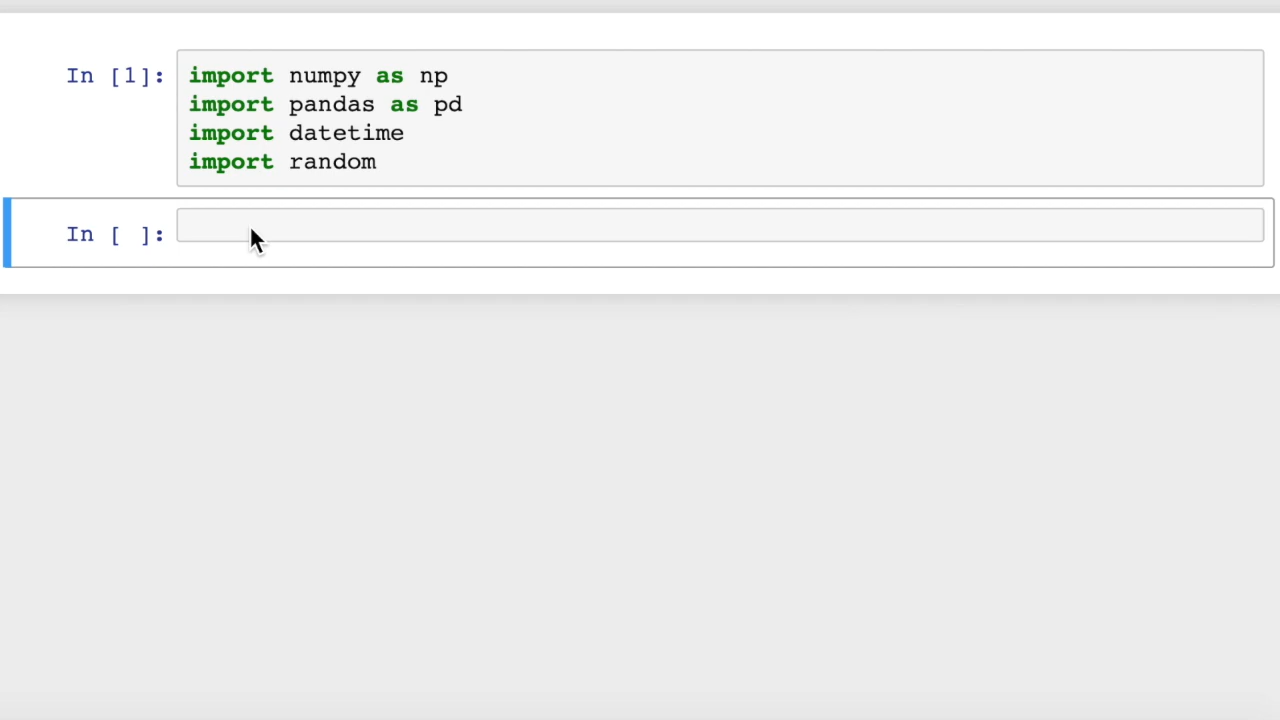 In [1]: import numpy as np
import pandas as pd
import datetime
import random
In [ ]: